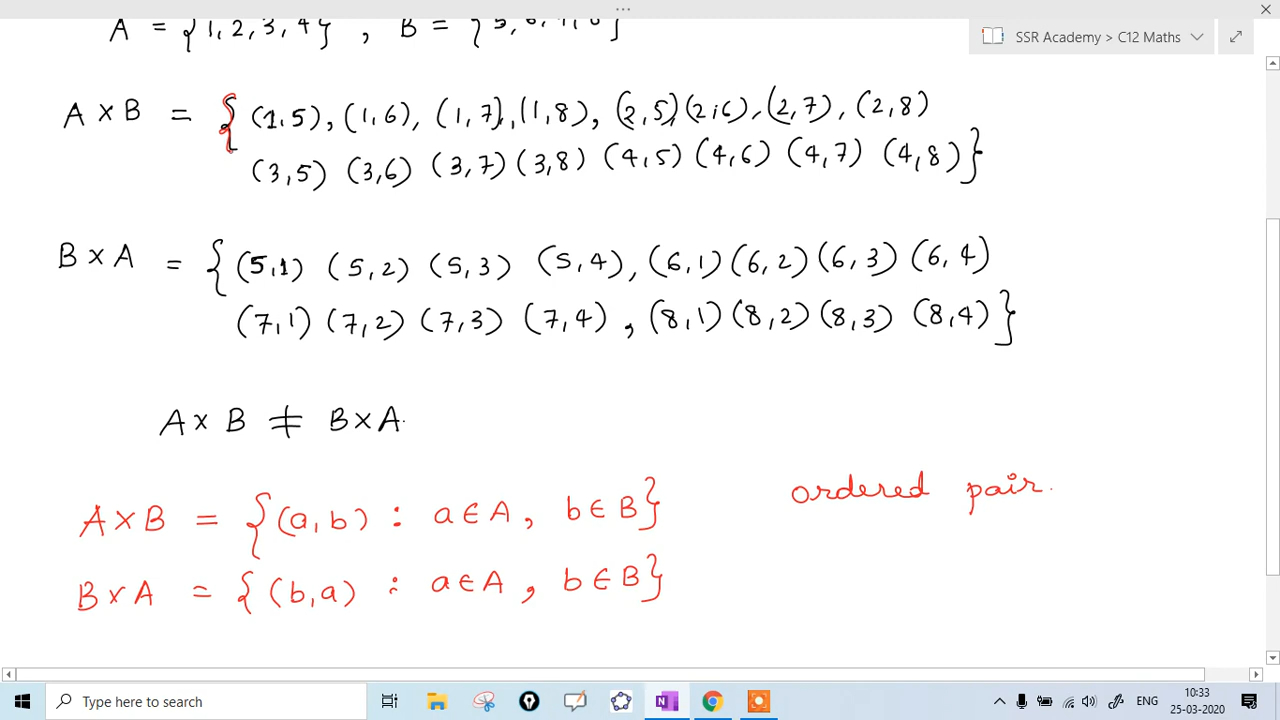 A = {1, 2, 3, 4} , B = {5, 6, 7, 8}
SSR Academy > C12 Maths
A × B = { (1,5), (1,6), (1,7), (1,8), (2,5) (2,6), (2,7), (2,8)
(3,5) (3,6) (3,7) (3,8) (4,5) (4,6) (4,7) (4,8) }
B × A = { (5,1) (5,2) (5,3) (5,4), (6,1) (6,2) (6,3) (6,4)
(7,1) (7,2) (7,3) (7,4) , (8,1) (8,2) (8,3) (8,4) }
A × B ≠ B × A
A × B = { (a,b) : a ∈ A , b ∈ B }
ordered pair.
B × A = { (b,a) : a ∈ A , b ∈ B }
Type here to search
ENG
10:33
25-03-2020